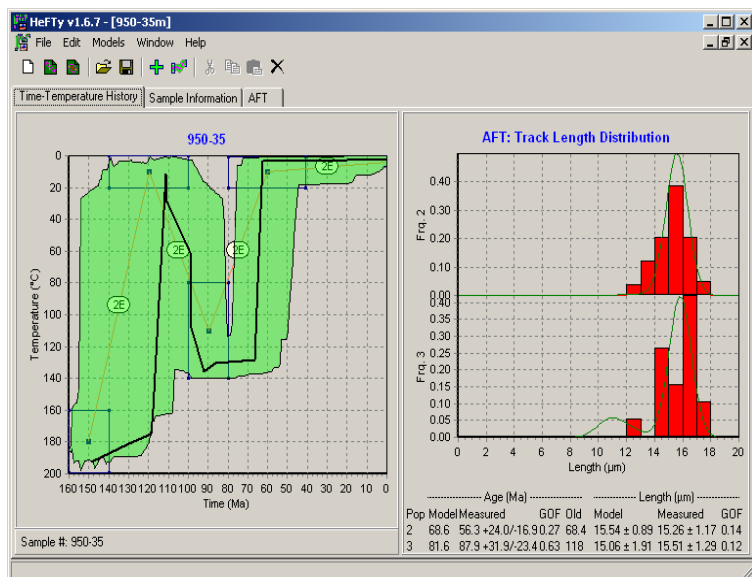 HeFTy v1.6.7 - [950-35m]
File Edit Models Window Help
Time-Temperature History Sample Information AFT
950-35
0
20
40
60
80
100
120
140
160
180
200
Temperature (°C)
2E
2E
2E
2E
160 150 140 130 120 110 100 90 80 70 60 50 40 30 20 10 0
Time (Ma)
Sample #: 950-35
AFT: Track Length Distribution
0.40
0.30
0.20
0.10
0.00
Frq. 2
0.40
0.35
0.30
0.25
0.20
0.15
0.10
0.05
0.00
Frq. 3
0 2 4 6 8 10 12 14 16 18 20
Length (µm)
Age (Ma) Length (µm)
Pop Model Measured GOF Old Model Measured GOF
2 68.6 56.3 +24.0/-16.9 0.27 68.4 15.54 ± 0.89 15.26 ± 1.17 0.14
3 81.6 87.9 +31.9/-23.4 0.63 118 15.06 ± 1.91 15.51 ± 1.29 0.12